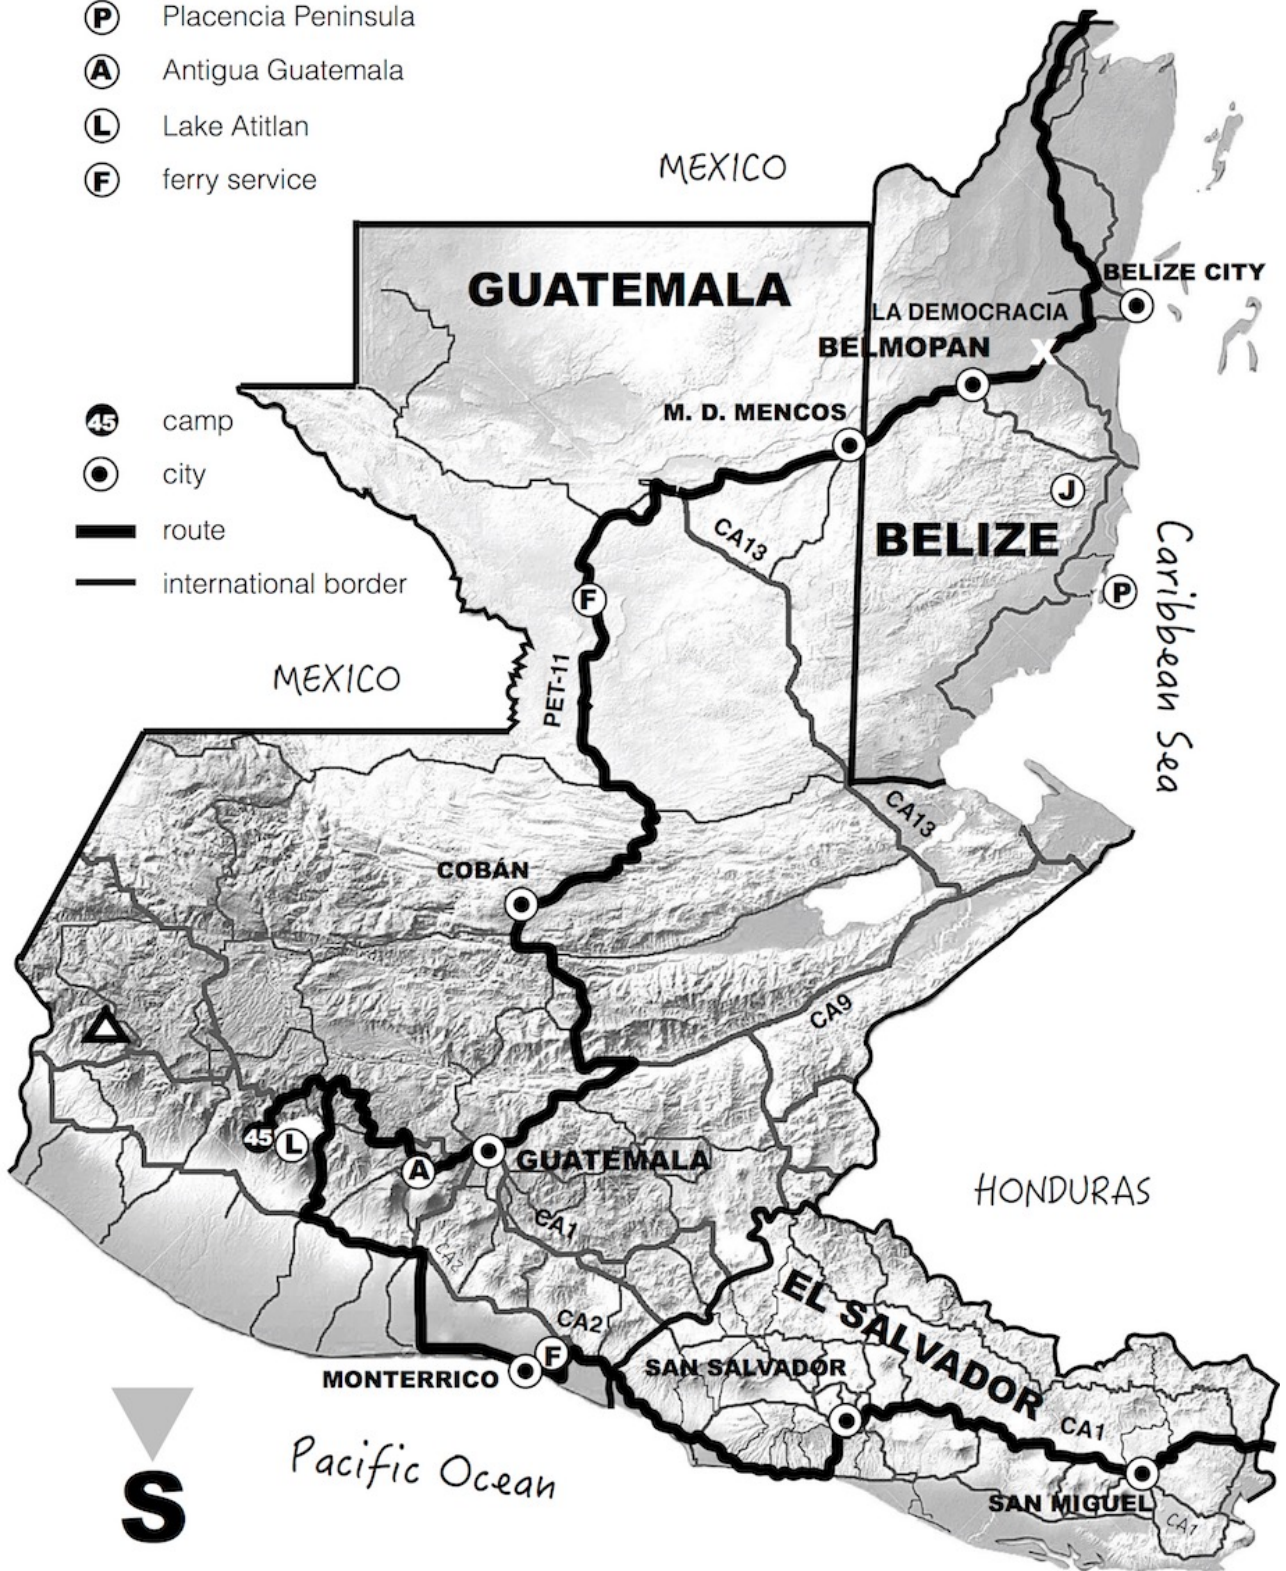 P Placencia Peninsula
A Antigua Guatemala
L Lake Atitlan
F ferry service
MEXICO
GUATEMALA
BELIZE CITY
LA DEMOCRACIA
X
BELMOPAN
M. D. MENCOS
45 camp
city
route
international border
J
CA13
BELIZE
F
P
Caribbean Sea
MEXICO
PET-11
CA13
COBÁN
CA9
45
L
A
GUATEMALA
HONDURAS
CA1
CA2
EL SALVADOR
CA2
F
MONTERRICO
SAN SALVADOR
CA1
Pacific Ocean
S
SAN MIGUEL
CA1